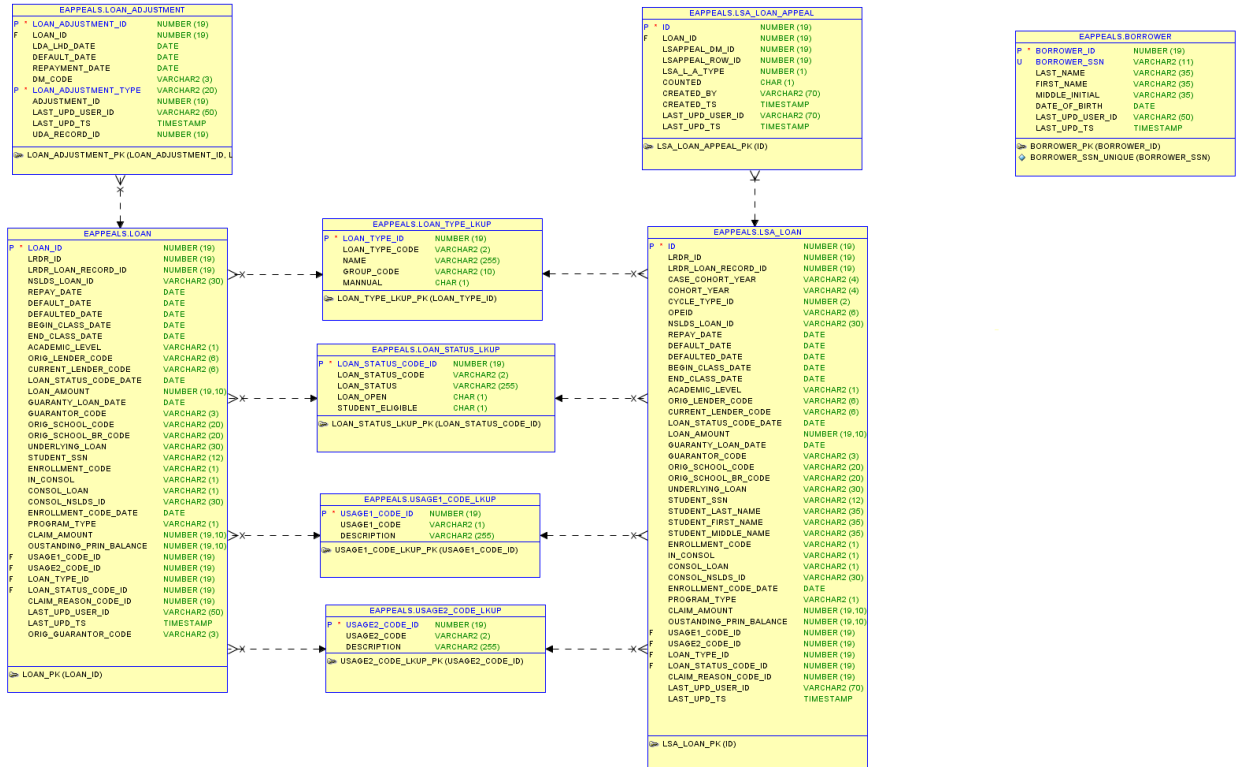 EAPPEALS.LOAN_ADJUSTMENT
P * LOAN_ADJUSTMENT_ID NUMBER (19)
F LOAN_ID NUMBER (19)
LDA_LHD_DATE DATE
DEFAULT_DATE DATE
REPAYMENT_DATE DATE
DM_CODE VARCHAR2 (3)
P * LOAN_ADJUSTMENT_TYPE VARCHAR2 (20)
ADJUSTMENT_ID NUMBER (19)
LAST_UPD_USER_ID VARCHAR2 (50)
LAST_UPD_TS TIMESTAMP
UDA_RECORD_ID NUMBER (19)
LOAN_ADJUSTMENT_PK (LOAN_ADJUSTMENT_ID, L
EAPPEALS.LSA_LOAN_APPEAL
P * ID NUMBER (19)
F LOAN_ID NUMBER (19)
LSAPPEAL_DM_ID NUMBER (19)
LSAPPEAL_ROW_ID NUMBER (19)
LSA_L_A_TYPE NUMBER (1)
COUNTED CHAR (1)
CREATED_BY VARCHAR2 (70)
CREATED_TS TIMESTAMP
LAST_UPD_USER_ID VARCHAR2 (70)
LAST_UPD_TS TIMESTAMP
LSA_LOAN_APPEAL_PK (ID)
EAPPEALS.BORROWER
P * BORROWER_ID NUMBER (19)
U BORROWER_SSN VARCHAR2 (11)
LAST_NAME VARCHAR2 (35)
FIRST_NAME VARCHAR2 (35)
MIDDLE_INITIAL VARCHAR2 (35)
DATE_OF_BIRTH DATE
LAST_UPD_USER_ID VARCHAR2 (50)
LAST_UPD_TS TIMESTAMP
BORROWER_PK (BORROWER_ID)
BORROWER_SSN_UNIQUE (BORROWER_SSN)
EAPPEALS.LOAN
P * LOAN_ID NUMBER (19)
LRDR_ID NUMBER (19)
LRDR_LOAN_RECORD_ID NUMBER (19)
NSLDS_LOAN_ID VARCHAR2 (30)
REPAY_DATE DATE
DEFAULT_DATE DATE
DEFAULTED_DATE DATE
BEGIN_CLASS_DATE DATE
END_CLASS_DATE DATE
ACADEMIC_LEVEL VARCHAR2 (1)
ORIG_LENDER_CODE VARCHAR2 (6)
CURRENT_LENDER_CODE VARCHAR2 (6)
LOAN_STATUS_CODE_DATE DATE
LOAN_AMOUNT NUMBER (19,10)
GUARANTY_LOAN_DATE DATE
GUARANTOR_CODE VARCHAR2 (3)
ORIG_SCHOOL_CODE VARCHAR2 (20)
ORIG_SCHOOL_BR_CODE VARCHAR2 (20)
UNDERLYING_LOAN VARCHAR2 (30)
STUDENT_SSN VARCHAR2 (12)
ENROLLMENT_CODE VARCHAR2 (1)
IN_CONSOL VARCHAR2 (1)
CONSOL_LOAN VARCHAR2 (1)
CONSOL_NSLDS_ID VARCHAR2 (30)
ENROLLMENT_CODE_DATE DATE
PROGRAM_TYPE VARCHAR2 (1)
CLAIM_AMOUNT NUMBER (19,10)
OUSTANDING_PRIN_BALANCE NUMBER (19,10)
F USAGE1_CODE_ID NUMBER (19)
F USAGE2_CODE_ID NUMBER (19)
F LOAN_TYPE_ID NUMBER (19)
F LOAN_STATUS_CODE_ID NUMBER (19)
CLAIM_REASON_CODE_ID NUMBER (19)
LAST_UPD_USER_ID VARCHAR2 (50)
LAST_UPD_TS TIMESTAMP
ORIG_GUARANTOR_CODE VARCHAR2 (3)
LOAN_PK (LOAN_ID)
EAPPEALS.LOAN_TYPE_LKUP
P * LOAN_TYPE_ID NUMBER (19)
LOAN_TYPE_CODE VARCHAR2 (2)
NAME VARCHAR2 (255)
GROUP_CODE VARCHAR2 (10)
MANNUAL CHAR (1)
LOAN_TYPE_LKUP_PK (LOAN_TYPE_ID)
EAPPEALS.LOAN_STATUS_LKUP
P * LOAN_STATUS_CODE_ID NUMBER (19)
LOAN_STATUS_CODE VARCHAR2 (2)
LOAN_STATUS VARCHAR2 (255)
LOAN_OPEN CHAR (1)
STUDENT_ELIGIBLE CHAR (1)
LOAN_STATUS_LKUP_PK (LOAN_STATUS_CODE_ID)
EAPPEALS.USAGE1_CODE_LKUP
P * USAGE1_CODE_ID NUMBER (19)
USAGE1_CODE VARCHAR2 (1)
DESCRIPTION VARCHAR2 (255)
USAGE1_CODE_LKUP_PK (USAGE1_CODE_ID)
EAPPEALS.USAGE2_CODE_LKUP
P * USAGE2_CODE_ID NUMBER (19)
USAGE2_CODE VARCHAR2 (2)
DESCRIPTION VARCHAR2 (255)
USAGE2_CODE_LKUP_PK (USAGE2_CODE_ID)
EAPPEALS.LSA_LOAN
P * ID NUMBER (19)
LRDR_ID NUMBER (19)
LRDR_LOAN_RECORD_ID NUMBER (19)
CASE_COHORT_YEAR VARCHAR2 (4)
COHORT_YEAR VARCHAR2 (4)
CYCLE_TYPE_ID NUMBER (2)
OPEID VARCHAR2 (6)
NSLDS_LOAN_ID VARCHAR2 (30)
REPAY_DATE DATE
DEFAULT_DATE DATE
DEFAULTED_DATE DATE
BEGIN_CLASS_DATE DATE
END_CLASS_DATE DATE
ACADEMIC_LEVEL VARCHAR2 (1)
ORIG_LENDER_CODE VARCHAR2 (6)
CURRENT_LENDER_CODE VARCHAR2 (6)
LOAN_STATUS_CODE_DATE DATE
LOAN_AMOUNT NUMBER (19,10)
GUARANTY_LOAN_DATE DATE
GUARANTOR_CODE VARCHAR2 (3)
ORIG_SCHOOL_CODE VARCHAR2 (20)
ORIG_SCHOOL_BR_CODE VARCHAR2 (20)
UNDERLYING_LOAN VARCHAR2 (30)
STUDENT_SSN VARCHAR2 (12)
STUDENT_LAST_NAME VARCHAR2 (35)
STUDENT_FIRST_NAME VARCHAR2 (35)
STUDENT_MIDDLE_NAME VARCHAR2 (35)
ENROLLMENT_CODE VARCHAR2 (1)
IN_CONSOL VARCHAR2 (1)
CONSOL_LOAN VARCHAR2 (1)
CONSOL_NSLDS_ID VARCHAR2 (30)
ENROLLMENT_CODE_DATE DATE
PROGRAM_TYPE VARCHAR2 (1)
CLAIM_AMOUNT NUMBER (19,10)
OUSTANDING_PRIN_BALANCE NUMBER (19,10)
F USAGE1_CODE_ID NUMBER (19)
F USAGE2_CODE_ID NUMBER (19)
F LOAN_TYPE_ID NUMBER (19)
F LOAN_STATUS_CODE_ID NUMBER (19)
CLAIM_REASON_CODE_ID NUMBER (19)
LAST_UPD_USER_ID VARCHAR2 (70)
LAST_UPD_TS TIMESTAMP
LSA_LOAN_PK (ID)